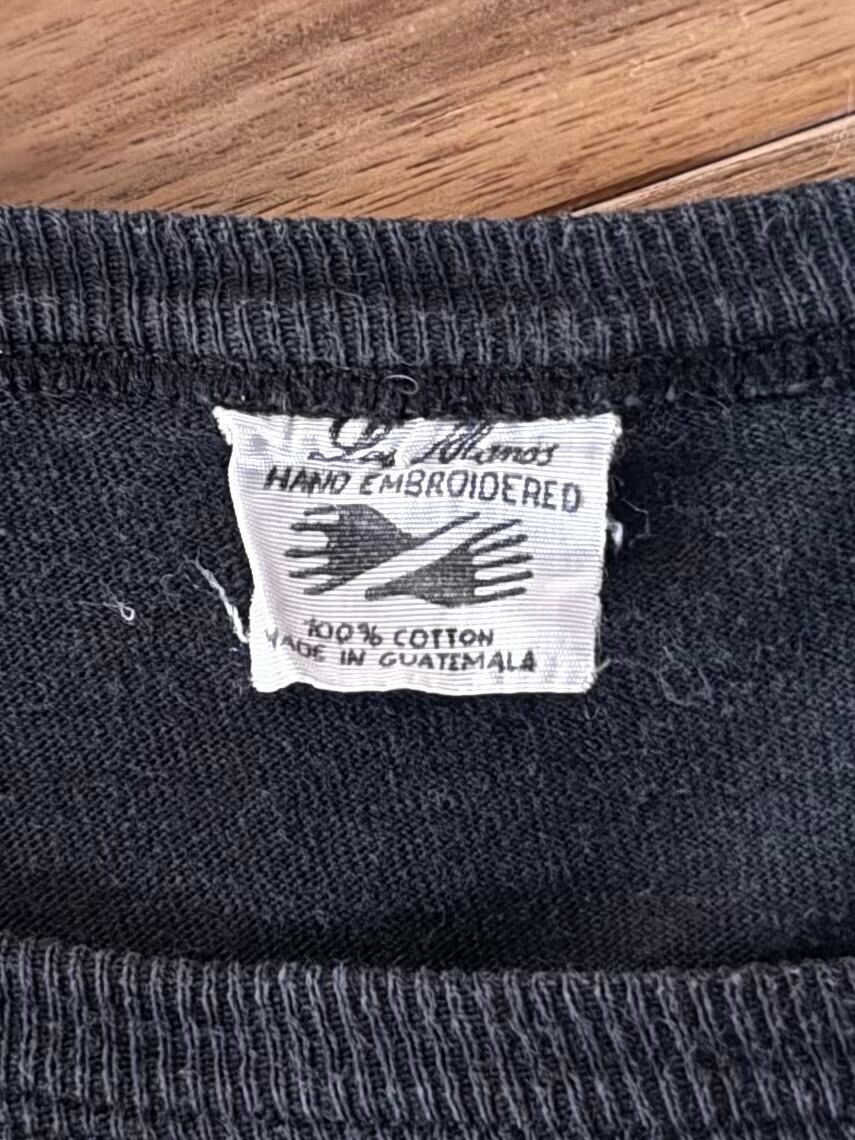 Las Manos
HAND EMBROIDERED
100% COTTON
MADE IN GUATEMALA